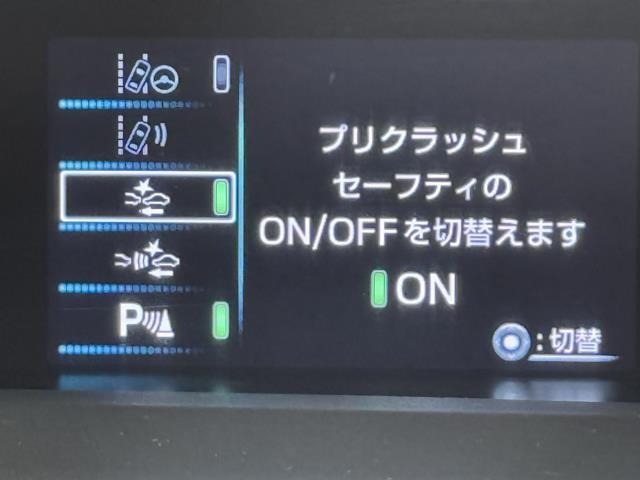 プリクラッシュ
セーフティの
ON/OFFを切替えます
ON
P
:切替